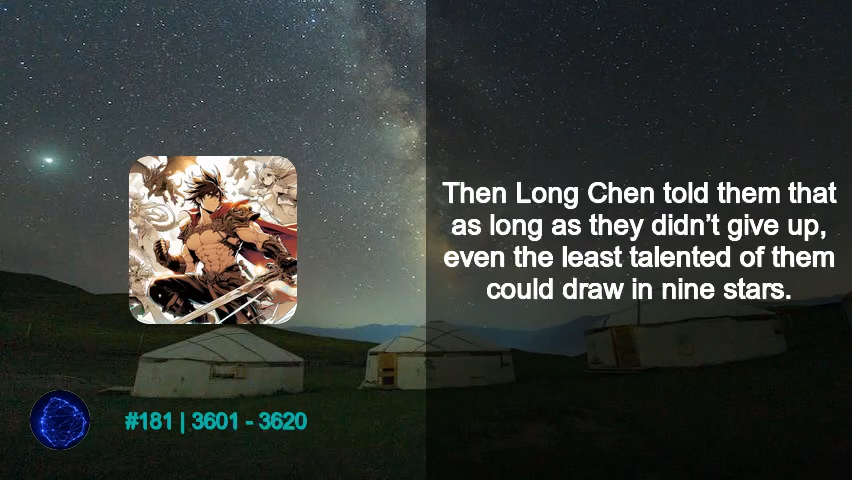 Then Long Chen told them that
as long as they didn’t give up,
even the least talented of them
could draw in nine stars.
#181 | 3601 - 3620